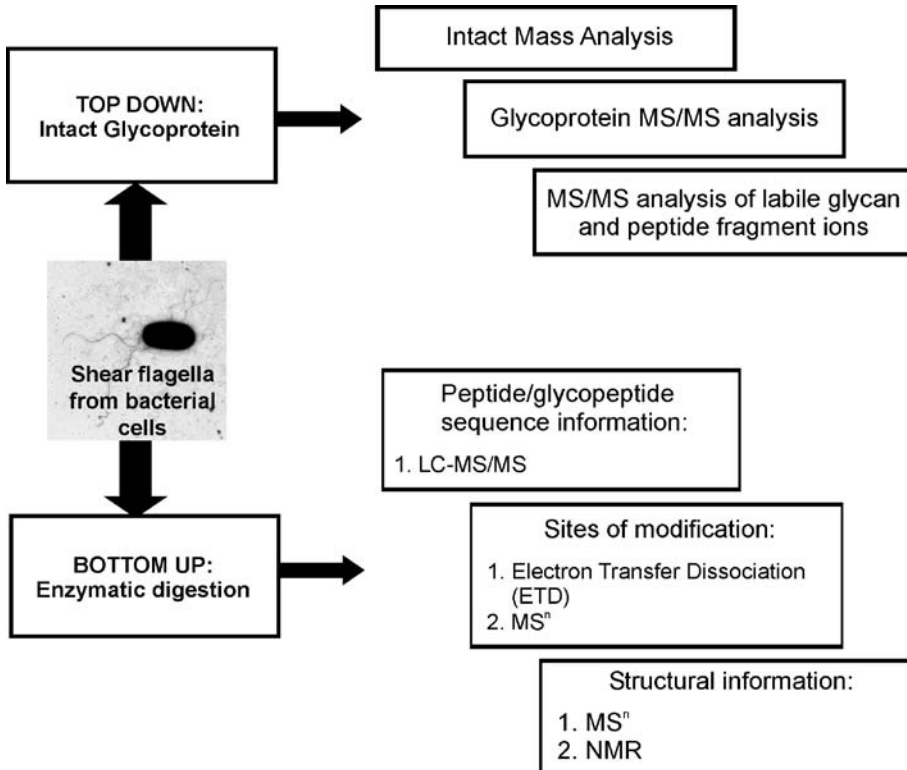 TOP DOWN:
Intact Glycoprotein
Intact Mass Analysis
Glycoprotein MS/MS analysis
MS/MS analysis of labile glycan
and peptide fragment ions
Shear flagella
from bacterial
cells
BOTTOM UP:
Enzymatic digestion
Peptide/glycopeptide
sequence information:
1. LC-MS/MS
Sites of modification:
1. Electron Transfer Dissociation
(ETD)
2. MSⁿ
Structural information:
1. MSⁿ
2. NMR